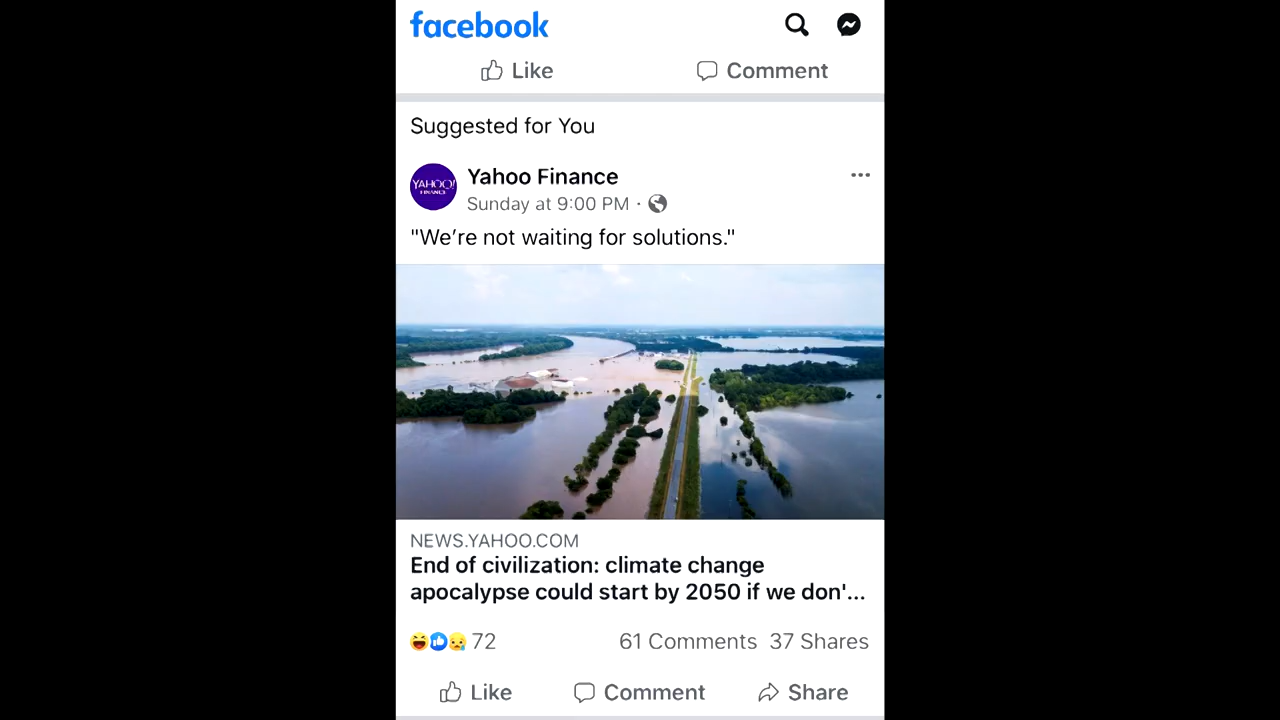 facebook
Like
Comment
Suggested for You
YAHOO!
FINANCE
Yahoo Finance
Sunday at 9:00 PM ·
"We’re not waiting for solutions."
NEWS.YAHOO.COM
End of civilization: climate change
apocalypse could start by 2050 if we don'...
72
61 Comments 37 Shares
Like
Comment
Share